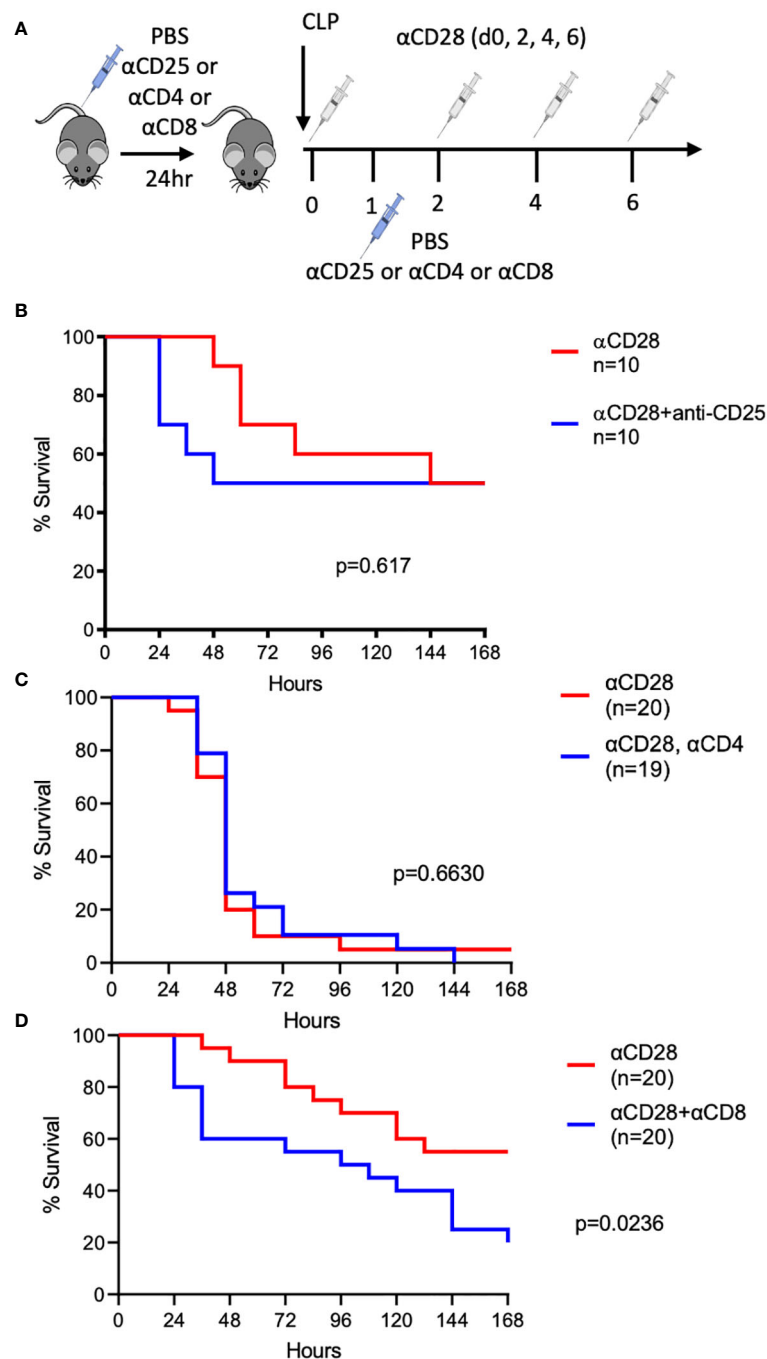 A
PBS
αCD25 or
αCD4 or
αCD8
24hr
CLP
αCD28 (d0, 2, 4, 6)
0 1 2 4 6
PBS
αCD25 or αCD4 or αCD8
B
% Survival
100
80
60
40
20
0
0 24 48 72 96 120 144 168
Hours
p=0.617
αCD28
n=10
αCD28+anti-CD25
n=10
C
% Survival
100
80
60
40
20
0
0 24 48 72 96 120 144 168
Hours
p=0.6630
αCD28
(n=20)
αCD28, αCD4
(n=19)
D
% Survival
100
80
60
40
20
0
0 24 48 72 96 120 144 168
Hours
αCD28
(n=20)
αCD28+αCD8
(n=20)
p=0.0236